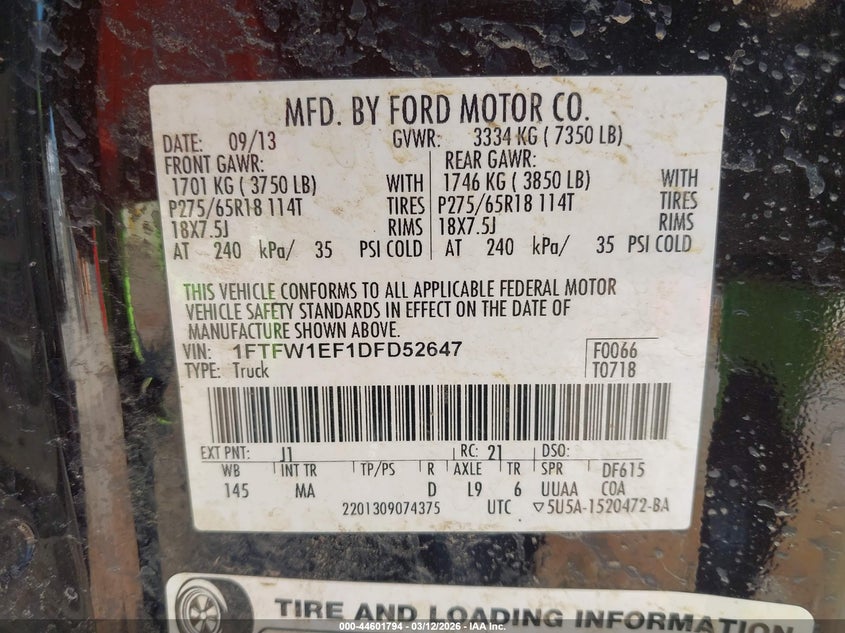 MFD. BY FORD MOTOR CO.
DATE: 09/13 GVWR: 3334 KG ( 7350 LB)
FRONT GAWR: REAR GAWR:
1701 KG ( 3750 LB) WITH 1746 KG ( 3850 LB) WITH
P275/65R18 114T TIRES P275/65R18 114T TIRES
18X7.5J RIMS 18X7.5J RIMS
AT 240 kPa/ 35 PSI COLD AT 240 kPa/ 35 PSI COLD
THIS VEHICLE CONFORMS TO ALL APPLICABLE FEDERAL MOTOR
VEHICLE SAFETY STANDARDS IN EFFECT ON THE DATE OF
MANUFACTURE SHOWN ABOVE.
VIN: 1FTFW1EF1DFD52647 F0066
TYPE: Truck T0718
EXT PNT: J1 RC: 21 DSO:
WB INT TR TP/PS R AXLE TR SPR DF615
145 MA D L9 6 UUAA COA
2201309074375 UTC ▽5U5A-1520472-BA
TIRE AND LOADING INFORMATION
000-44601794 - 03/12/2026 - IAA Inc.